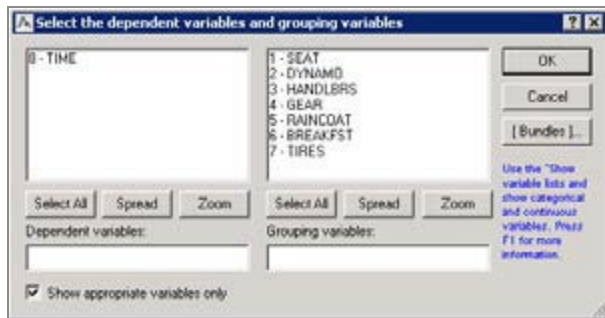 Select the dependent variables and grouping variables
8 - TIME
1 - SEAT
2 - DYNAMO
3 - HANDLBRS
4 - GEAR
5 - RAINCOAT
6 - BREAKFST
7 - TIRES
OK
Cancel
[Bundles]...
Use the "Show
variable lists and
show categorical
and continuous
variables. Press
F1 for more
information.
Select All Spread Zoom
Select All Spread Zoom
Dependent variables:
Grouping variables:
Show appropriate variables only